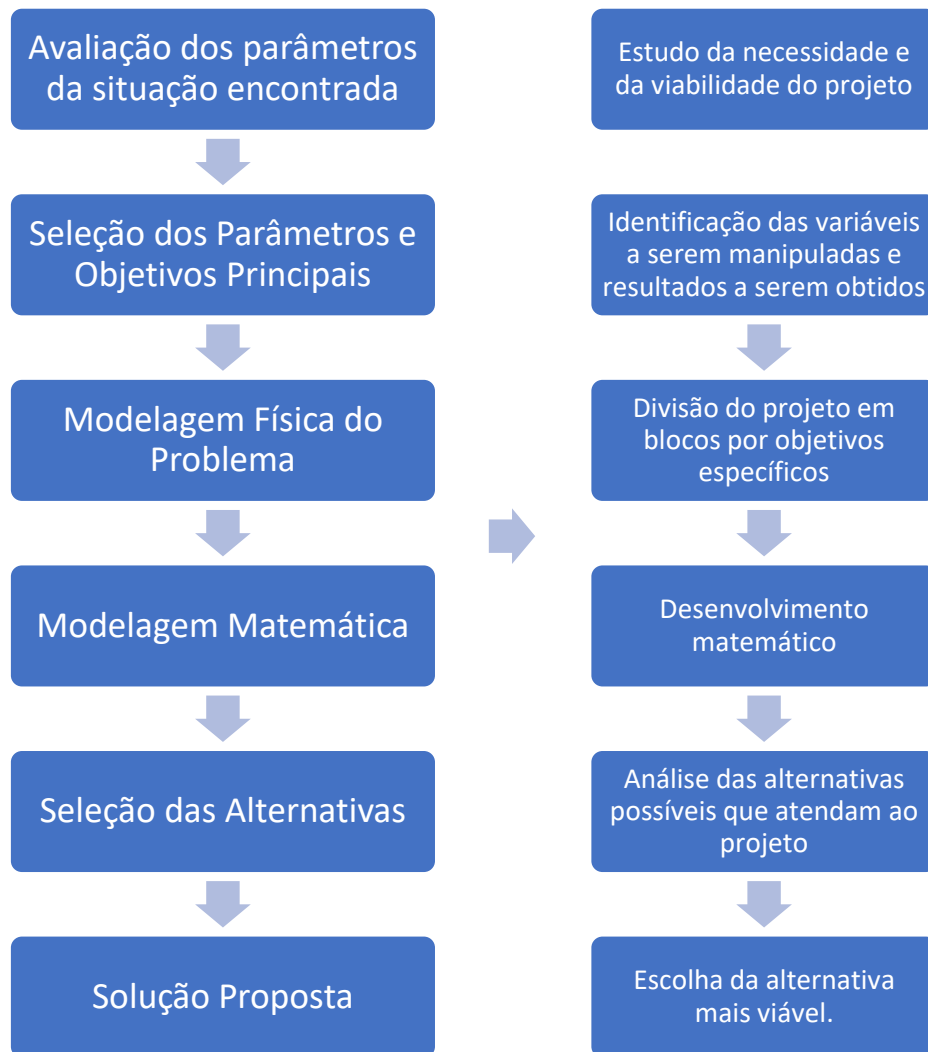 Avaliação dos parâmetros
da situação encontrada
Seleção dos Parâmetros e
Objetivos Principais
Modelagem Física do
Problema
Modelagem Matemática
Seleção das Alternativas
Solução Proposta
Estudo da necessidade e
da viabilidade do projeto
Identificação das variáveis
a serem manipuladas e
resultados a serem obtidos
Divisão do projeto em
blocos por objetivos
específicos
Desenvolvimento
matemático
Análise das alternativas
possíveis que atendam ao
projeto
Escolha da alternativa
mais viável.